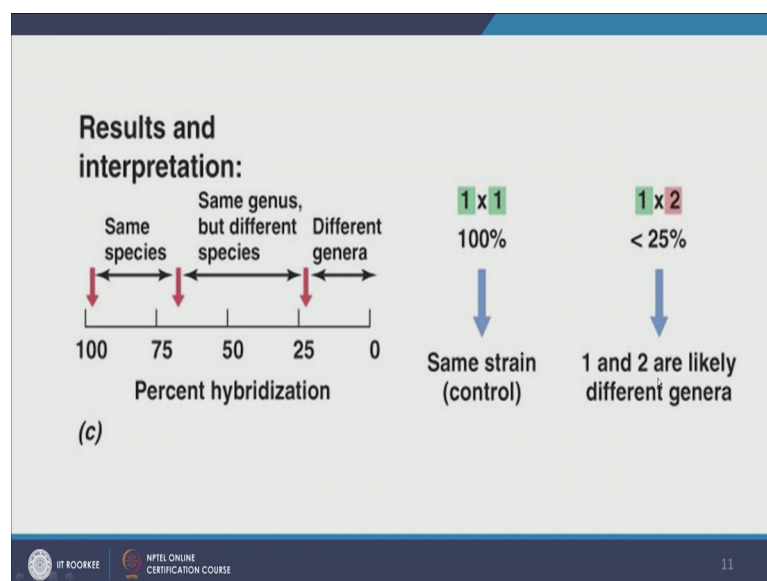 Results and
interpretation:
Same
species
Same genus,
but different
species
Different
genera
100 75 50 25 0
Percent hybridization
(c)
1 x 1
100%
Same strain
(control)
1 x 2
< 25%
1 and 2 are likely
different genera
IIT ROORKEE
NPTEL ONLINE
CERTIFICATION COURSE
11